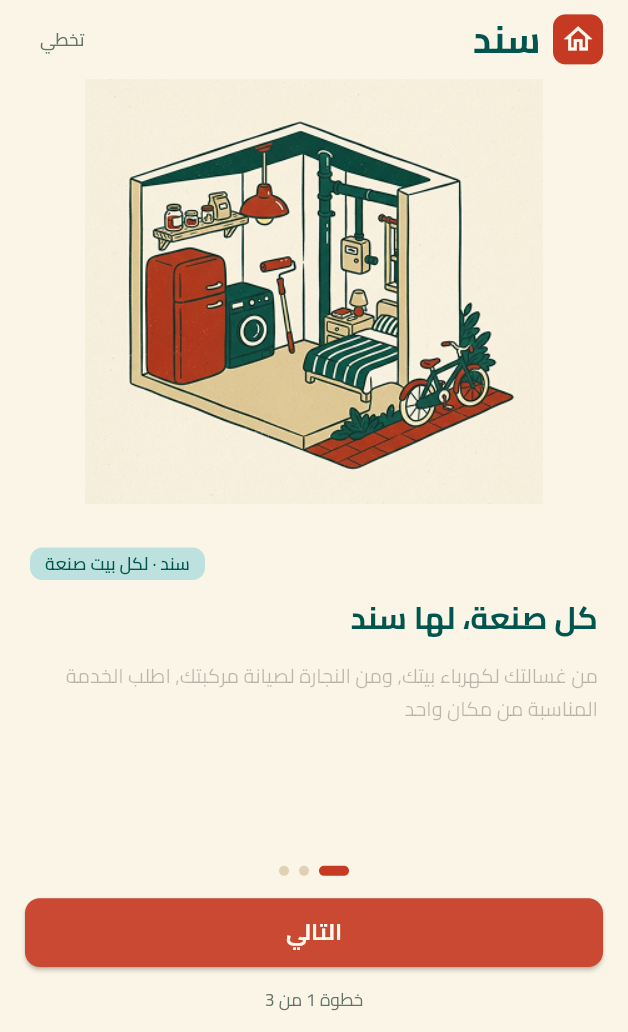 سند
تخطي
سند · لكل بيت صنعة
كل صنعة، لها سند
من غسالتك لكهرباء بيتك, ومن النجارة لصيانة مركبتك, اطلب الخدمة
المناسبة من مكان واحد
التالي
خطوة 1 من 3